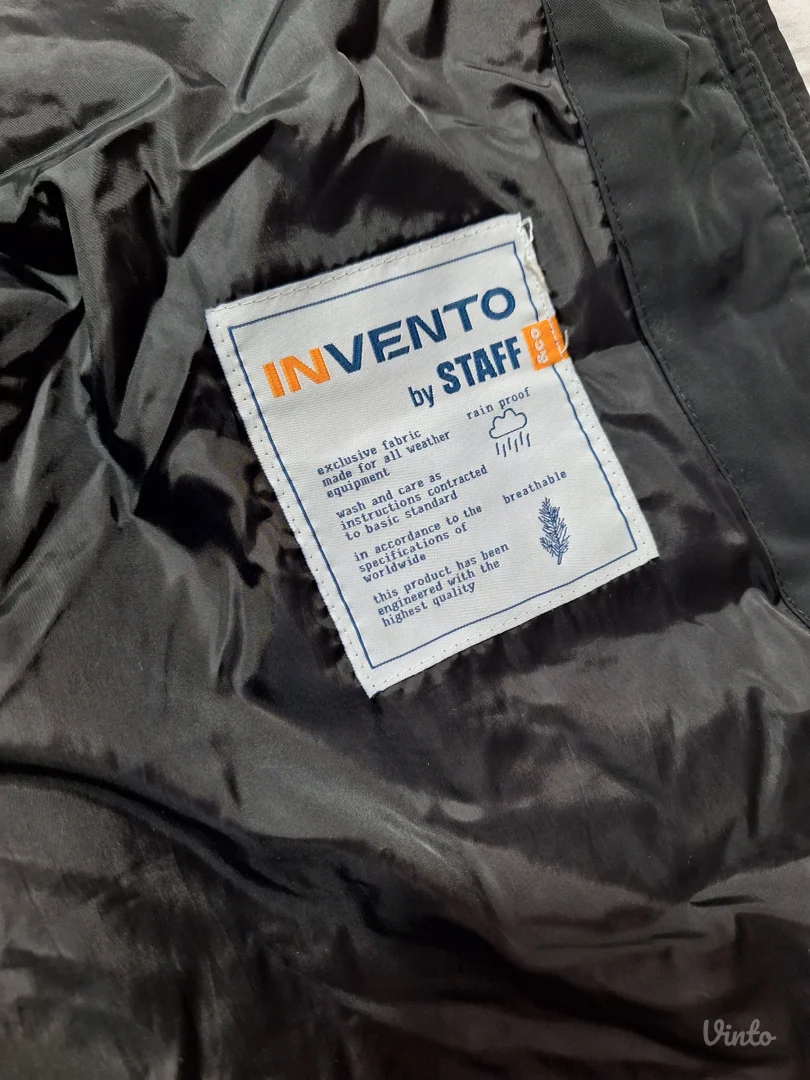 INVENTO
by STAFF
rain proof
exclusive fabric
made for all weather
equipment
wash and care as
instructions contracted
to basic standard
breathable
in accordance to the
specifications of
worldwide
this product has been
engineered with the
highest quality
Vinto